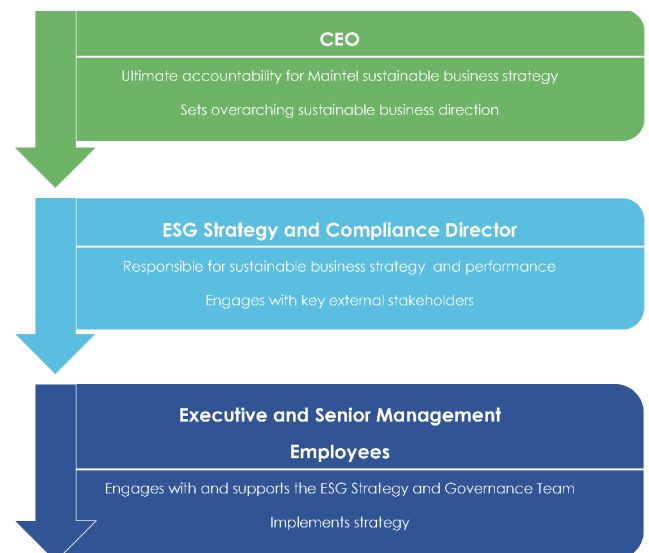 CEO
Ultimate accountability for Maintel sustainable business strategy
Sets overarching sustainable business direction
ESG Strategy and Compliance Director
Responsible for sustainable business strategy and performance
Engages with key external stakeholders
Executive and Senior Management
Employees
Engages with and supports the ESG Strategy and Governance Team
Implements strategy